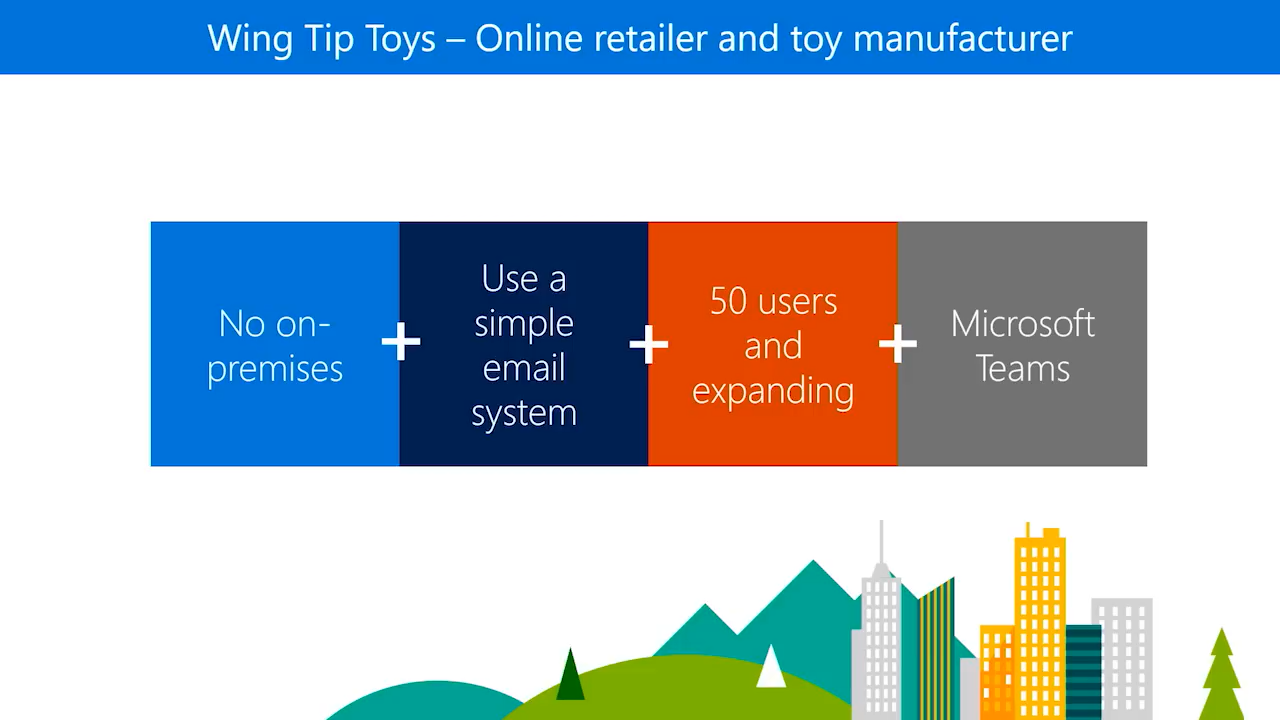 Wing Tip Toys – Online retailer and toy manufacturer
No on-
premises
+
Use a
simple
email
system
+
50 users
and
expanding
+
Microsoft
Teams